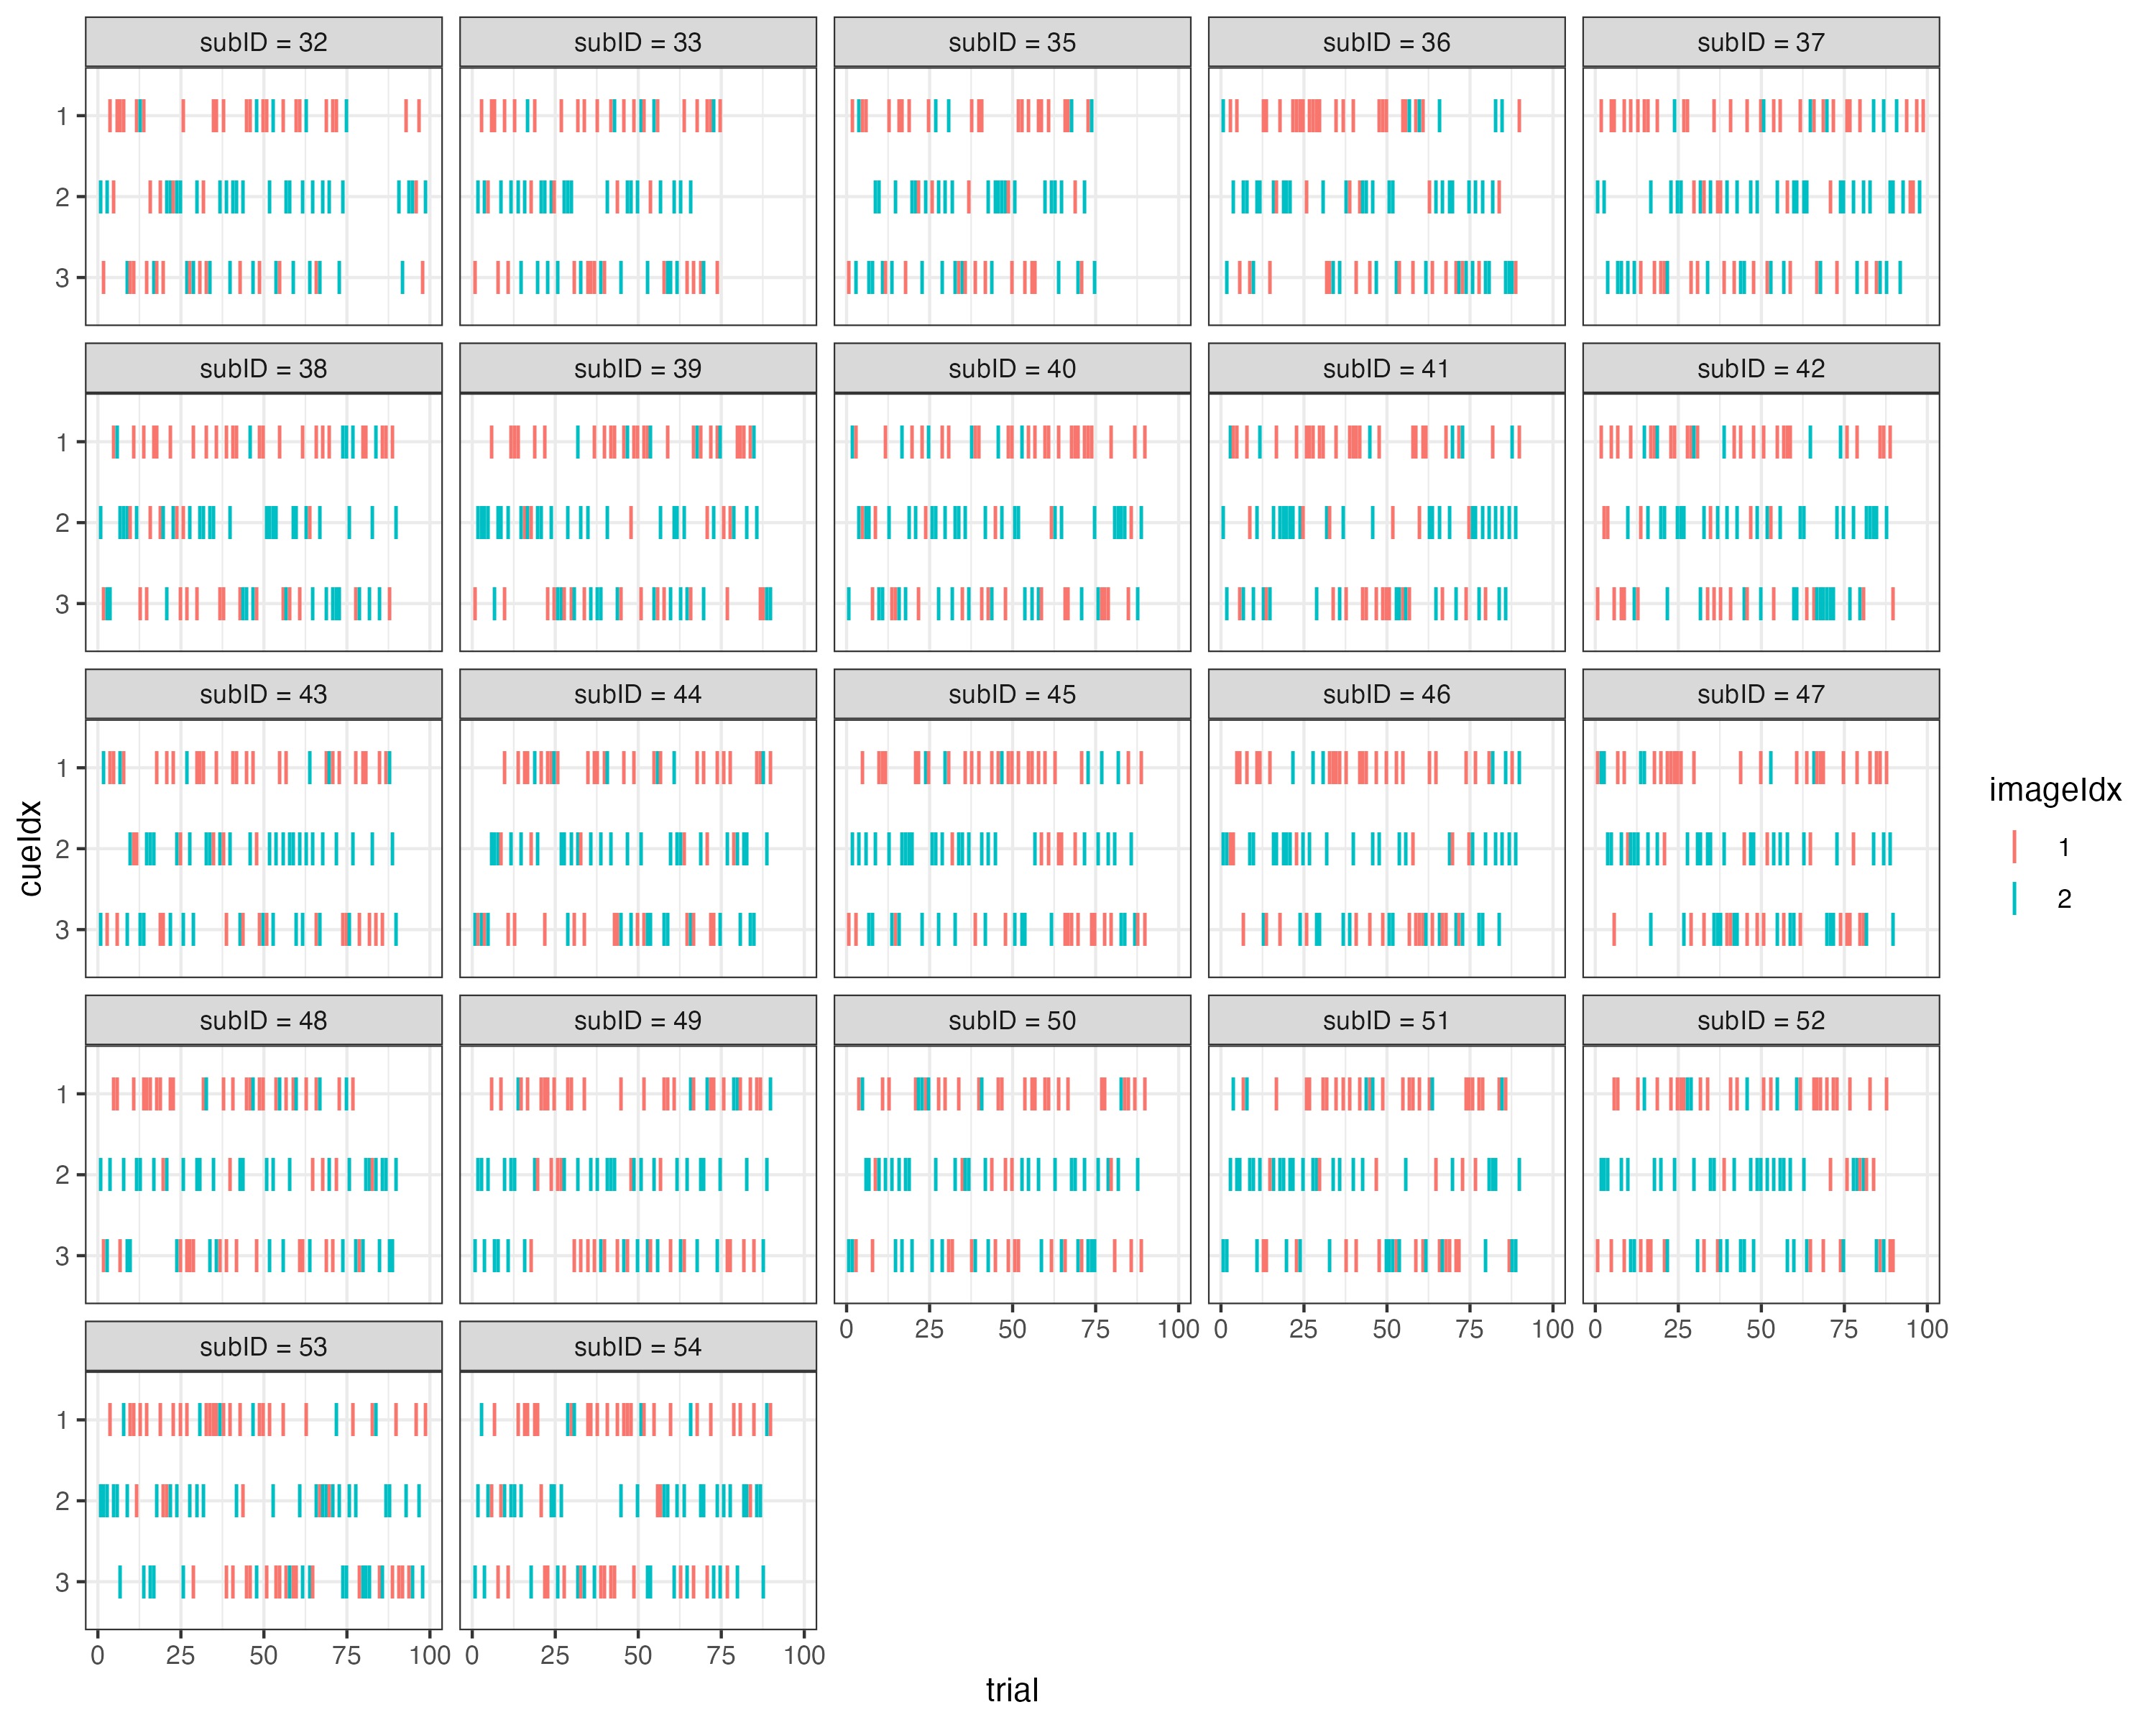 subID = 32
subID = 33
subID = 35
subID = 36
subID = 37
1
2
3
subID = 38
subID = 39
subID = 40
subID = 41
subID = 42
1
2
3
subID = 43
subID = 44
subID = 45
subID = 46
subID = 47
1
2
3
subID = 48
subID = 49
subID = 50
subID = 51
subID = 52
1
2
3
0 25 50 75 100
0 25 50 75 100
0 25 50 75 100
subID = 53
subID = 54
1
2
3
0 25 50 75 100
0 25 50 75 100
trial
cueIdx
imageIdx
1
2